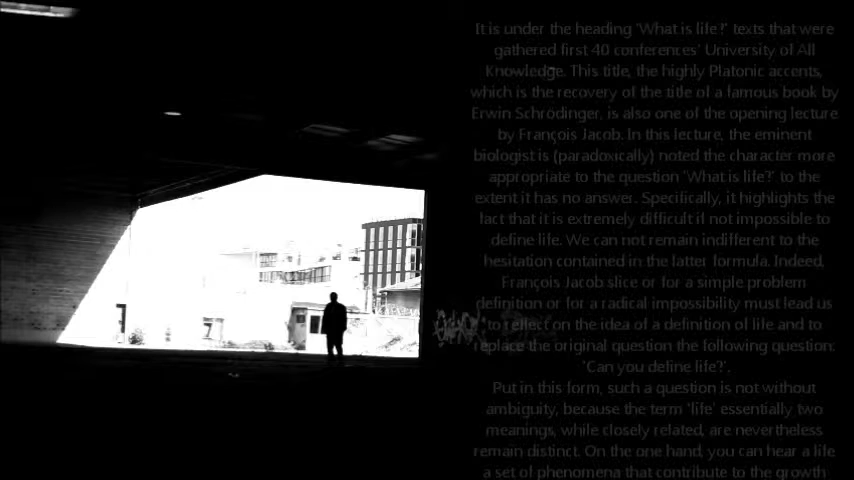 It is under the heading 'What is life?' texts that were
gathered first 40 conferences' University of All
Knowledge. This title, the highly Platonic accents,
which is the recovery of the title of a famous book by
Erwin Schrödinger, is also one of the opening lecture
by François Jacob. In this lecture, the eminent
biologist is (paradoxically) noted the character more
appropriate to the question 'What is life?' to the
extent it has no answer. Specifically, it highlights the
fact that it is extremely difficult if not impossible to
define life. We can not remain indifferent to the
hesitation contained in the latter formula. Indeed,
François Jacob slice or for a simple problem
definition or for a radical impossibility must lead us
to reflect on the idea of a definition of life and to
replace the original question the following question:
'Can you define life?'.
Put in this form, such a question is not without
ambiguity, because the term 'life' essentially two
meanings, while closely related, are nevertheless
remain distinct. On the one hand, you can hear a life
a set of phenomena that contribute to the growth